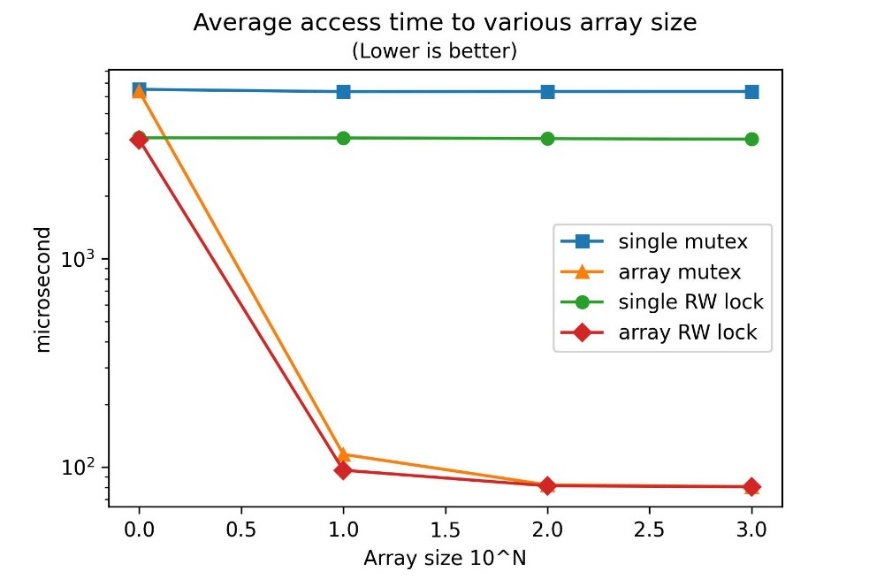 Average access time to various array size
(Lower is better)
microsecond
10^3
10^2
single mutex
array mutex
single RW lock
array RW lock
0.0 0.5 1.0 1.5 2.0 2.5 3.0
Array size 10^N